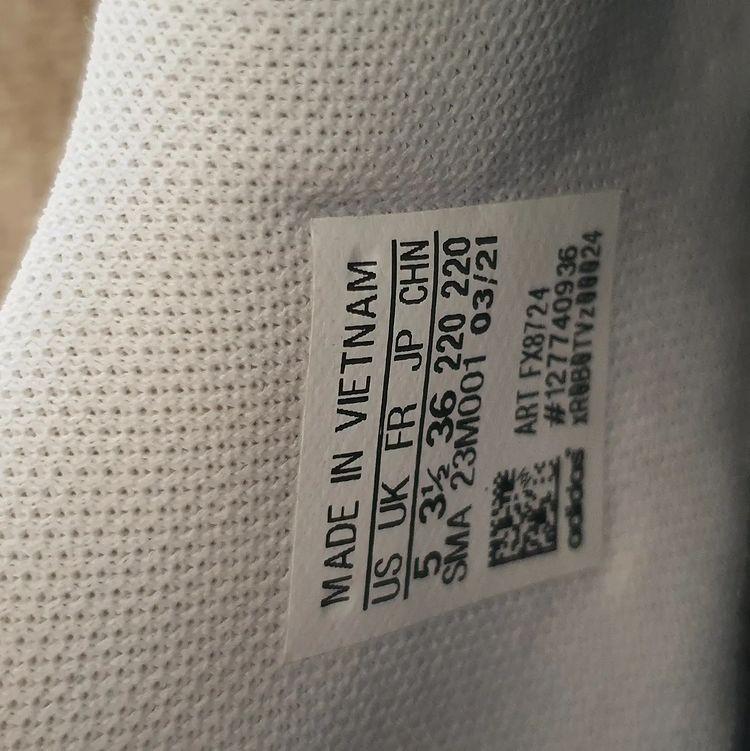 MADE IN VIETNAM
US UK FR JP CHN
5 3½ 36 220 220
SMA 23M001 03/21
ART FX8724
#127740936
xR0B0TVz00024
adidas